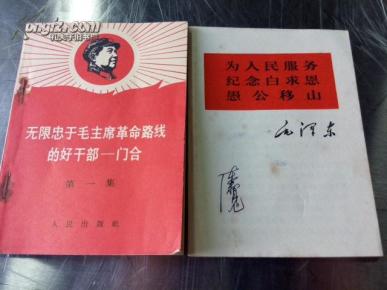 无限忠于毛主席革命路线
的好干部—门合
第一集
人民出版社
为人民服务
纪念白求恩
愚公移山
毛泽东